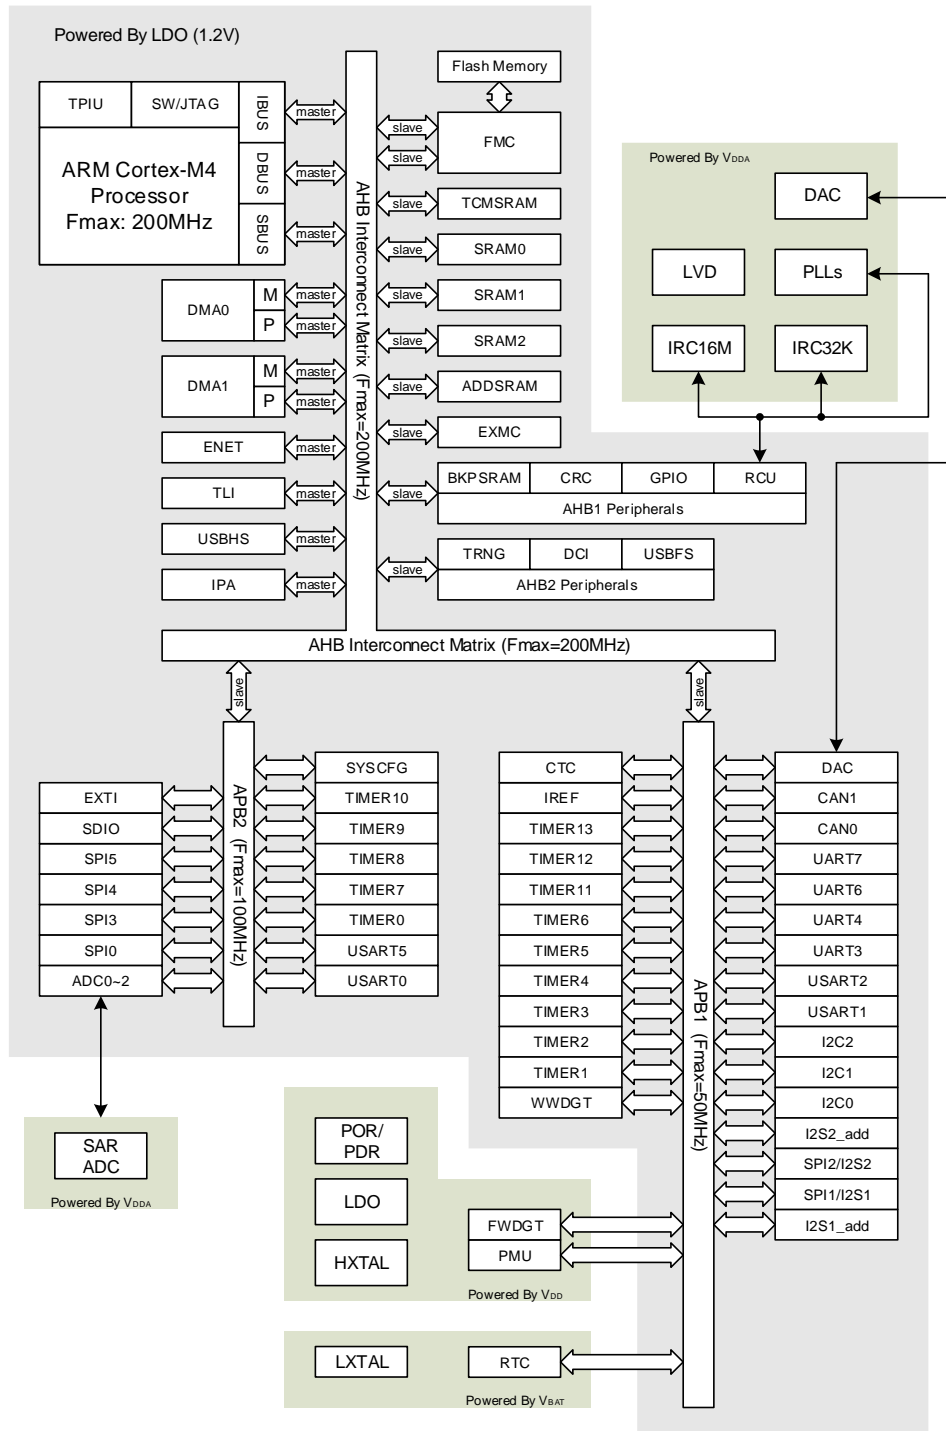 Powered By LDO (1.2V)
TPIU
SW/JTAG
IBUS
DBUS
SBUS
ARM Cortex-M4
Processor
Fmax: 200MHz
master
master
master
DMA0
M
P
master
master
DMA1
M
P
master
master
ENET
master
TLI
master
USBHS
master
IPA
master
AHB Interconnect Matrix (Fmax=200MHz)
Flash Memory
slave
slave
FMC
slave
TCMSRAM
slave
SRAM0
slave
SRAM1
slave
SRAM2
slave
ADDSRAM
slave
EXMC
slave
BKPSRAM
CRC
GPIO
RCU
AHB1 Peripherals
slave
TRNG
DCI
USBFS
AHB2 Peripherals
Powered By VDDA
DAC
LVD
PLLs
IRC16M
IRC32K
AHB Interconnect Matrix (Fmax=200MHz)
slave
slave
EXTI
SDIO
SPI5
SPI4
SPI3
SPI0
ADC0~2
APB2 (Fmax=100MHz)
SYSCFG
TIMER10
TIMER9
TIMER8
TIMER7
TIMER0
USART5
USART0
CTC
IREF
TIMER13
TIMER12
TIMER11
TIMER6
TIMER5
TIMER4
TIMER3
TIMER2
TIMER1
WWDGT
APB1 (Fmax=50MHz)
DAC
CAN1
CAN0
UART7
UART6
UART4
UART3
USART2
USART1
I2C2
I2C1
I2C0
I2S2_add
SPI2/I2S2
SPI1/I2S1
I2S1_add
SAR
ADC
Powered By VDDA
POR/
PDR
LDO
HXTAL
FWDGT
PMU
Powered By VDD
LXTAL
RTC
Powered By VBAT